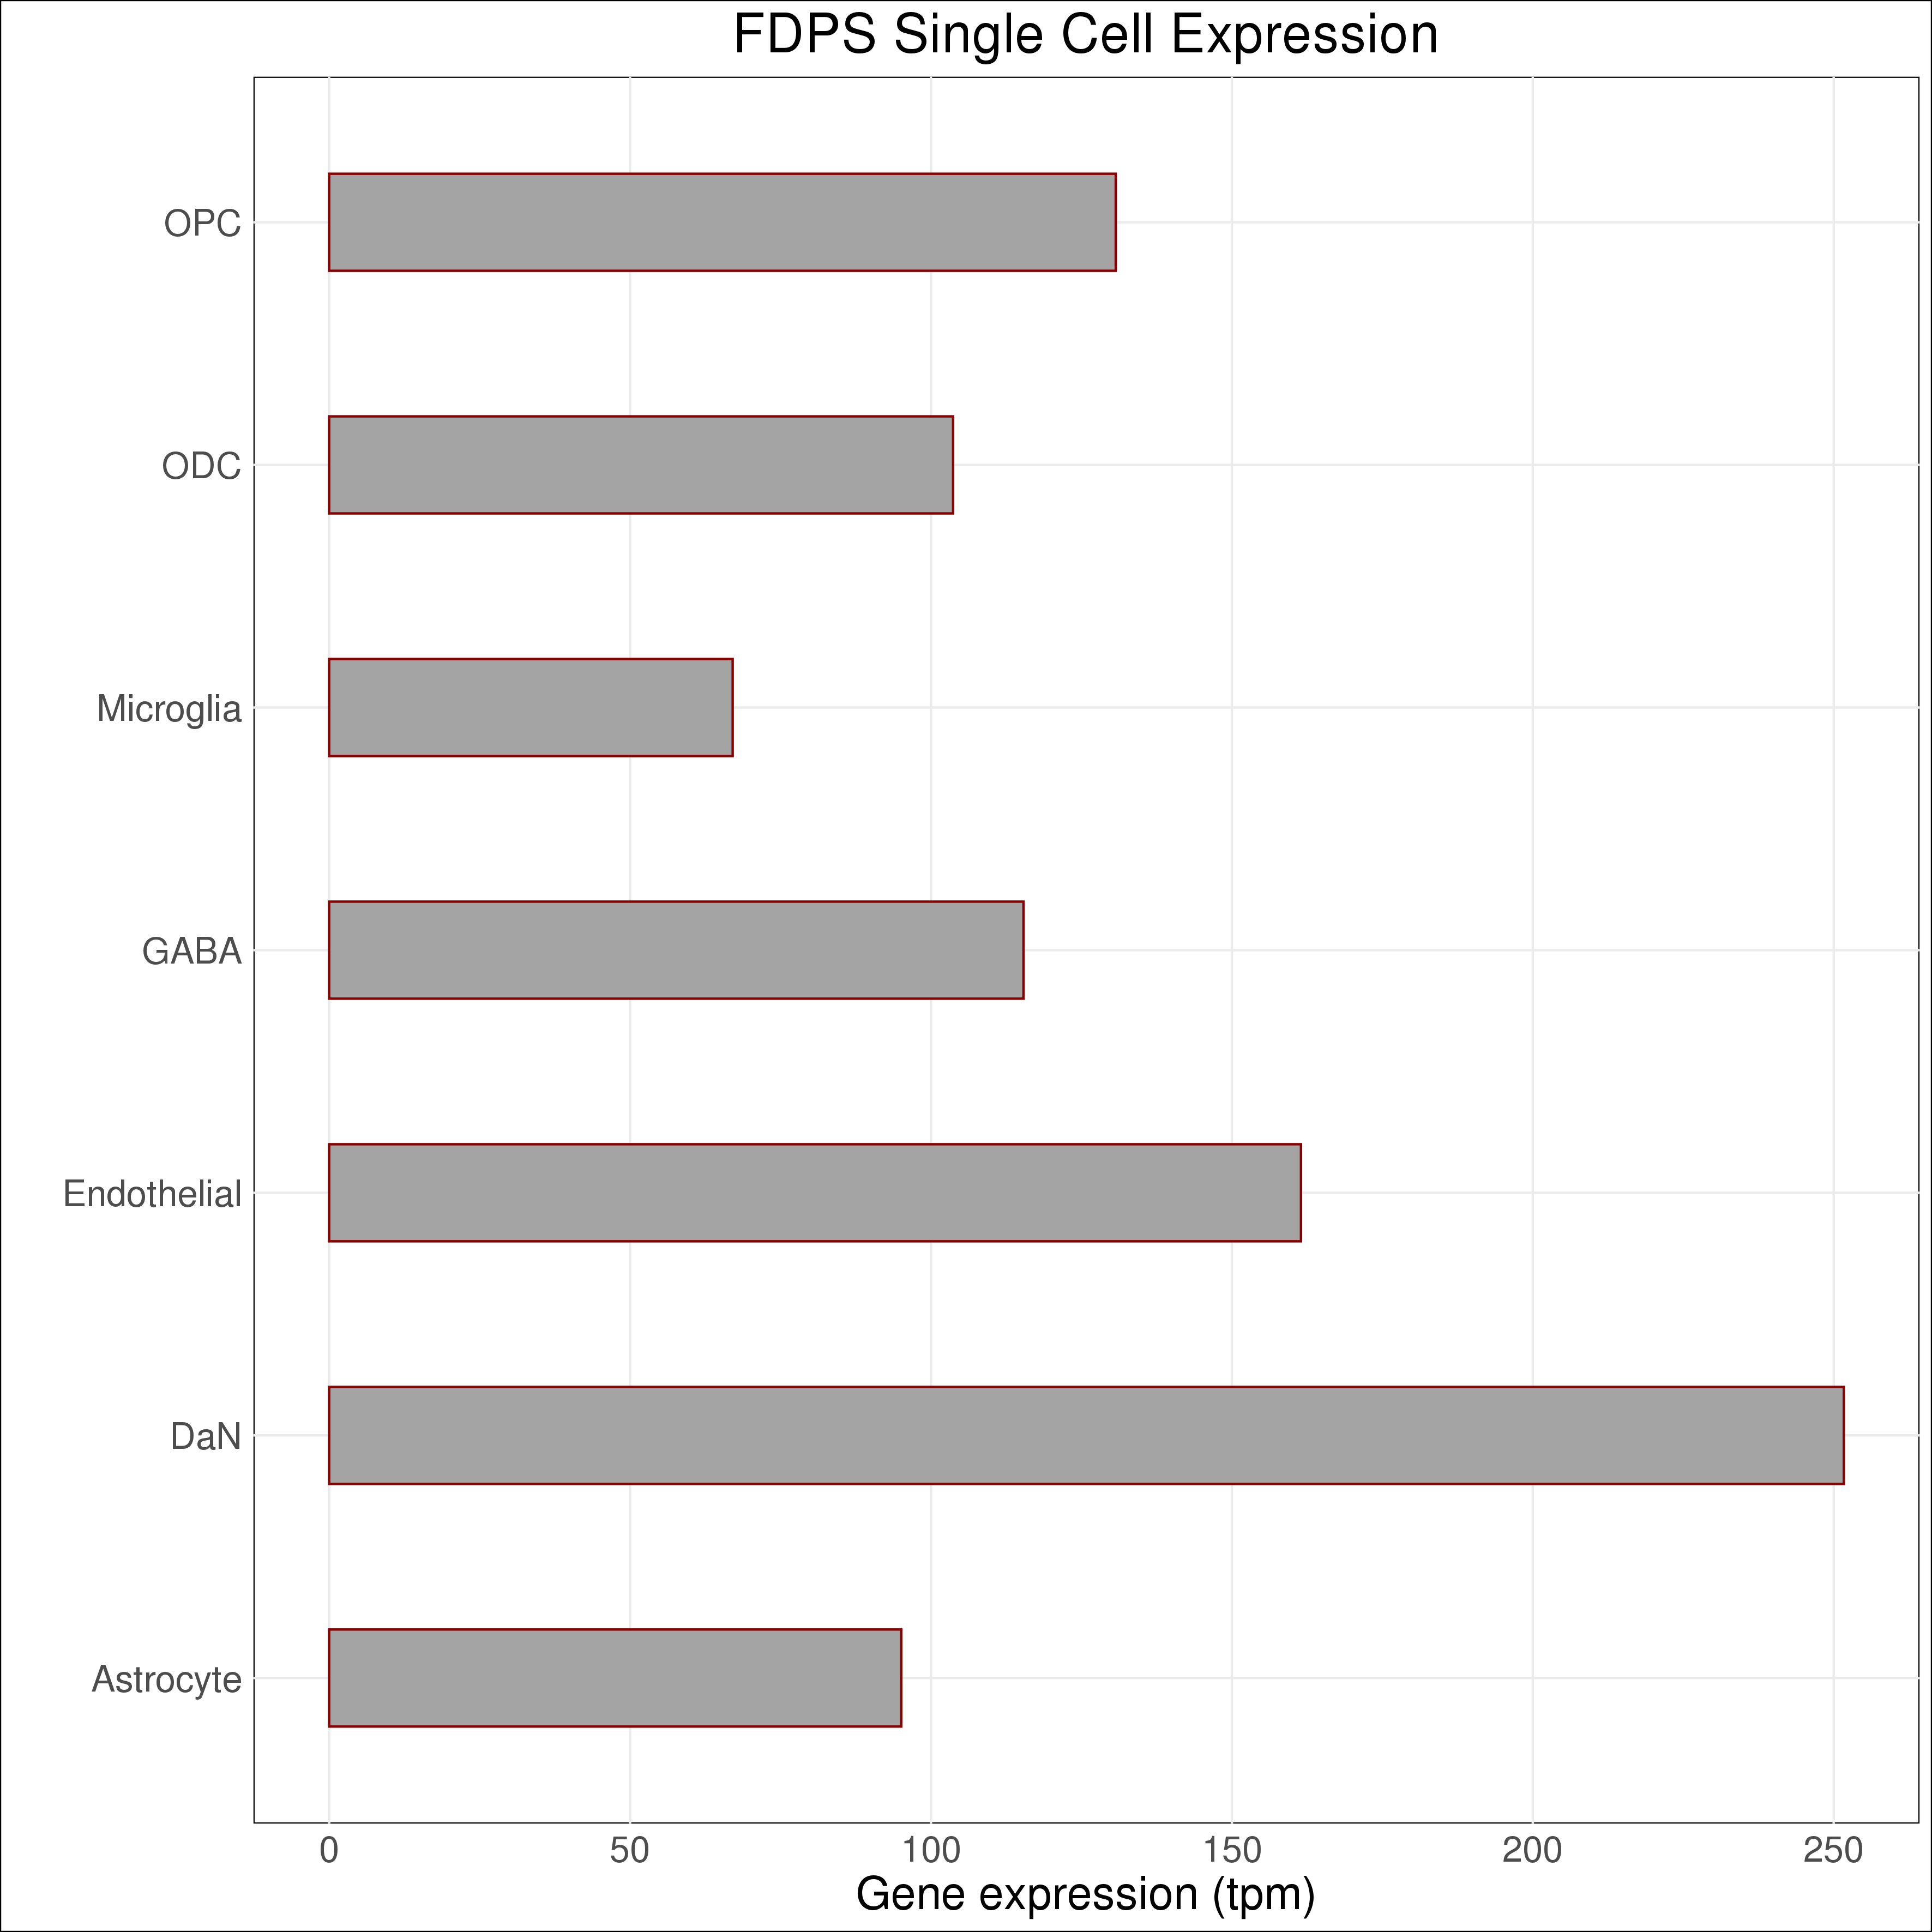 FDPS Single Cell Expression
OPC
ODC
Microglia
GABA
Endothelial
DaN
Astrocyte
0 50 100 150 200 250
Gene expression (tpm)